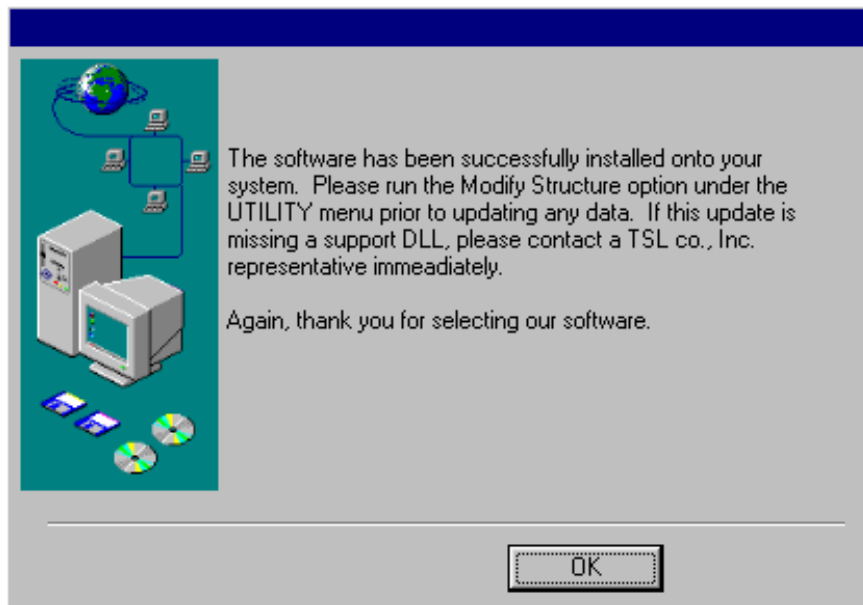 The software has been successfully installed onto your
system.  Please run the Modify Structure option under the
UTILITY menu prior to updating any data.  If this update is
missing a support DLL, please contact a TSL co., Inc.
representative immeadiately.
Again, thank you for selecting our software.
OK